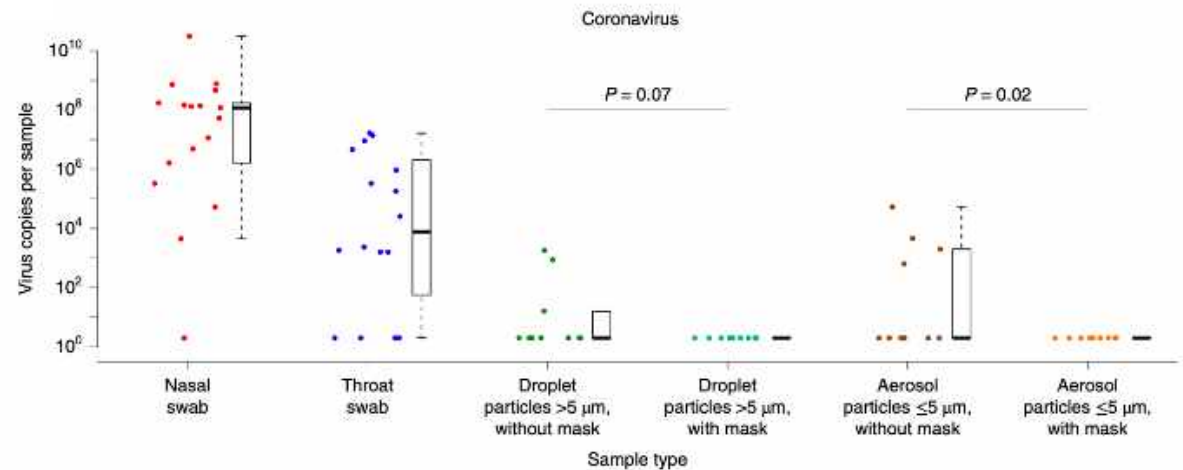 Coronavirus
Virus copies per sample
10¹⁰
10⁸
10⁶
10⁴
10²
10⁰
P = 0.07
P = 0.02
Nasal
swab
Throat
swab
Droplet
particles >5 μm,
without mask
Droplet
particles >5 μm,
with mask
Aerosol
particles ≤5 μm,
without mask
Aerosol
particles ≤5 μm,
with mask
Sample type